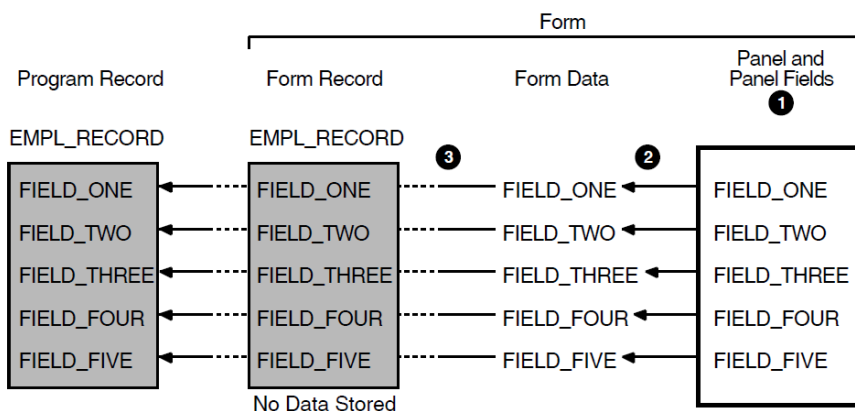 Form
Program Record
Form Record
Form Data
Panel and
Panel Fields
1
EMPL_RECORD
EMPL_RECORD
3
2
FIELD_ONE FIELD_ONE FIELD_ONE FIELD_ONE
FIELD_TWO FIELD_TWO FIELD_TWO FIELD_TWO
FIELD_THREE FIELD_THREE FIELD_THREE FIELD_THREE
FIELD_FOUR FIELD_FOUR FIELD_FOUR FIELD_FOUR
FIELD_FIVE FIELD_FIVE FIELD_FIVE FIELD_FIVE
No Data Stored